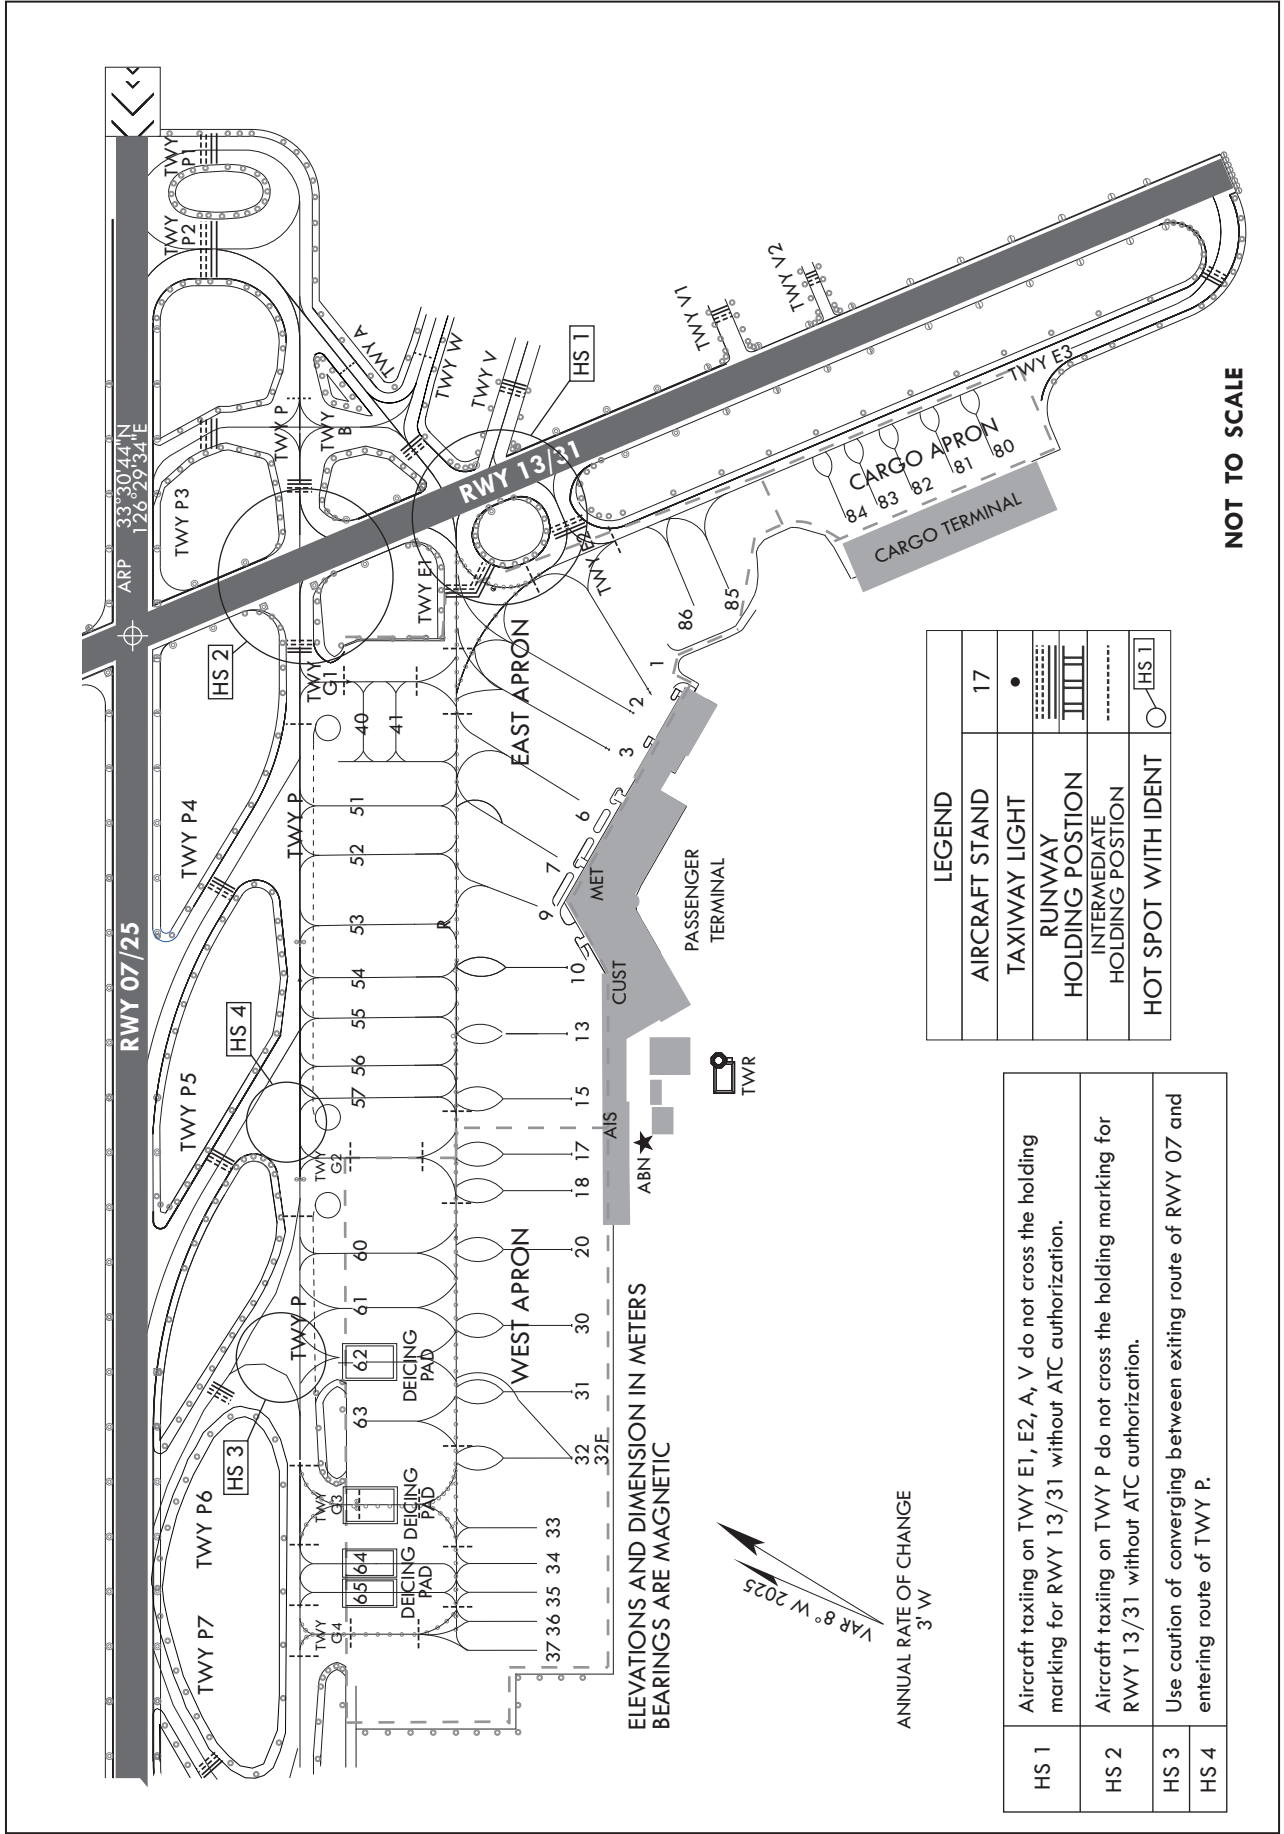 RWY 07/25
ARP
33°30'44"N
126°29'34"E
TWY P7
TWY P6
TWY P5
TWY P4
TWY P3
TWY
P2
TWY
P1
HS 3
HS 4
HS 2
TWY P
TWY P
TWY P
TWY
G4
TWY
G3
TWY
G2
TWY
G1
TWY
B
TWY A
TWY W
TWY V
HS 1
65
64
63
62
61
60
57
56
55
54
53
52
51
41
40
DEICING
PAD
DEICING
PAD
DEICING
PAD
R
TWY E1
TWY E2
RWY 13/31
TWY V1
TWY V2
TWY E3
WEST APRON
EAST APRON
37
36
35
34
33
32
32F
31
30
20
18
17
15
13
10
9
7
6
3
2
1
86
85
84
83
82
81
80
CARGO APRON
CARGO TERMINAL
AIS
CUST
MET
PASSENGER
TERMINAL
ABN
TWR
ELEVATIONS AND DIMENSION IN METERS
BEARINGS ARE MAGNETIC
VAR 8° W 2025
ANNUAL RATE OF CHANGE
3' W
LEGEND
AIRCRAFT STAND
17
TAXIWAY LIGHT
RUNWAY
HOLDING POSTION
INTERMEDIATE
HOLDING POSTION
HOT SPOT WITH IDENT
HS 1
NOT TO SCALE
HS 1
Aircraft taxiing on TWY E1, E2, A, V do not cross the holding
marking for RWY 13/31 without ATC authorization.
HS 2
Aircraft taxiing on TWY P do not cross the holding marking for
RWY 13/31 without ATC authorization.
HS 3
HS 4
Use caution of converging between exiting route of RWY 07 and
entering route of TWY P.